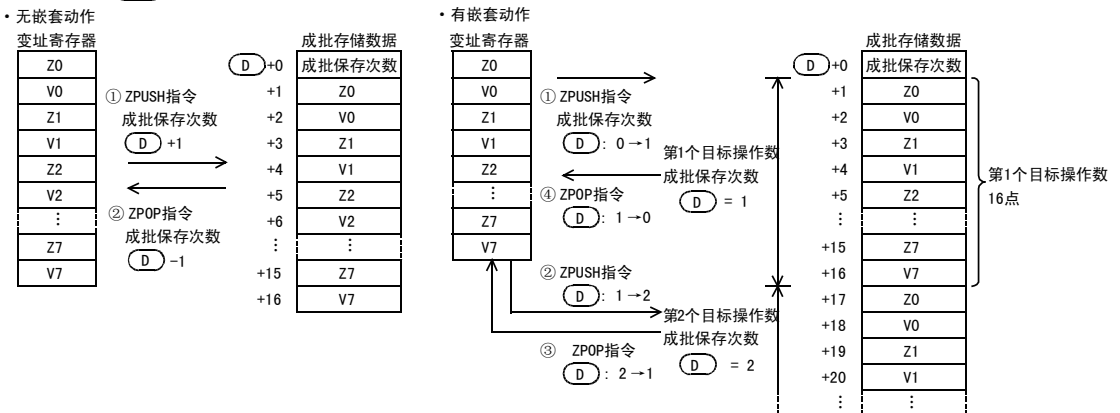 ・无嵌套动作
变址寄存器
Z0
V0
Z1
V1
Z2
V2
⋮
Z7
V7
① ZPUSH指令
成批保存次数
D +1
② ZPOP指令
成批保存次数
D -1
成批存储数据
D +0 成批保存次数
+1 Z0
+2 V0
+3 Z1
+4 V1
+5 Z2
+6 V2
⋮ ⋮
+15 Z7
+16 V7
・有嵌套动作
变址寄存器
Z0
V0
Z1
V1
Z2
⋮
Z7
V7
① ZPUSH指令
成批保存次数
D : 0→1
第1个目标操作数
成批保存次数
D = 1
④ ZPOP指令
D : 1→0
② ZPUSH指令
D : 1→2
第2个目标操作数
成批保存次数
D = 2
③ ZPOP指令
D : 2→1
成批存储数据
D +0 成批保存次数
+1 Z0
+2 V0
+3 Z1
+4 V1
+5 Z2
⋮ ⋮
+15 Z7
+16 V7
+17 Z0
+18 V0
+19 Z1
+20 V1
⋮ ⋮
第1个目标操作数
16点